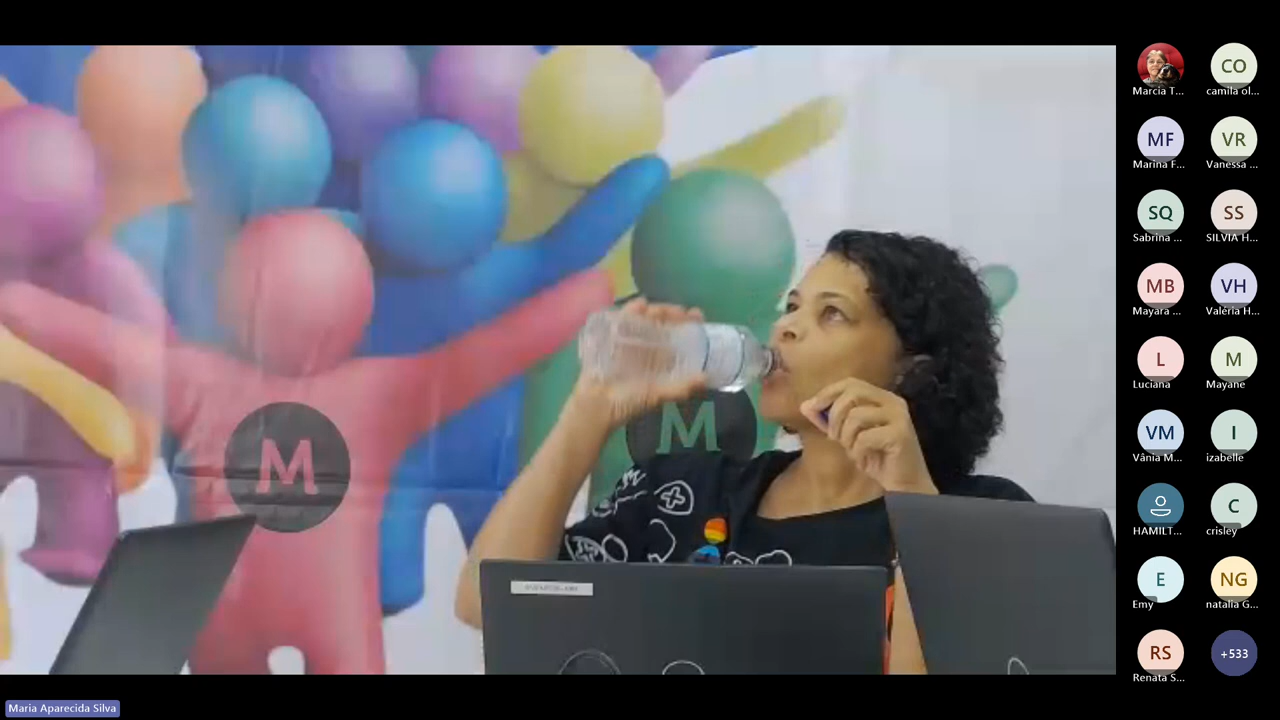 M
M
Marcia T...
CO
camila ol...
MF
Marina F...
VR
Vanessa ...
SQ
Sabrina ...
SS
SILVIA H...
MB
Mayara ...
VH
Valéria H...
L
Luciana
M
Mayane
VM
Vânia M...
I
izabelle
HAMILT...
C
crisley
E
Emy
NG
natalia G...
RS
Renata S...
+533
Maria Aparecida Silva